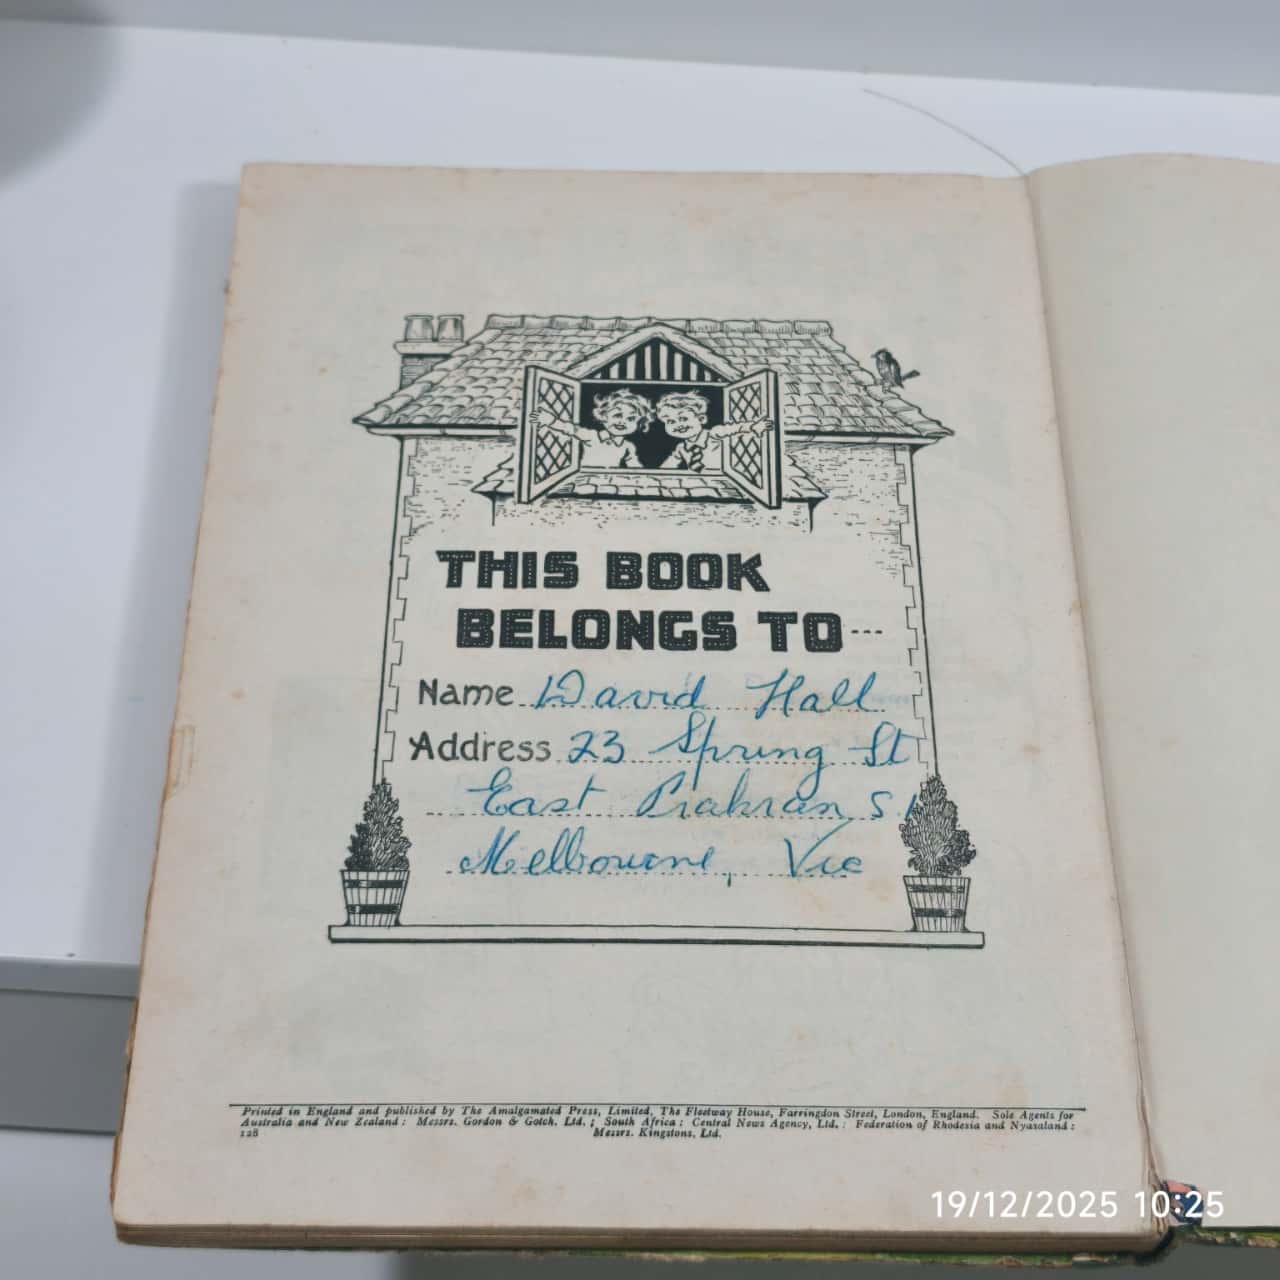 THIS BOOK
BELONGS TO---
Name David Hall
Address 23 Spring St
East Prahran S.1
Melbourne, Vic
Printed in England and published by The Amalgamated Press, Limited, The Fleetway House, Farringdon Street, London, England. Sole Agents for
Australia and New Zealand: Messrs. Gordon & Gotch, Ltd.; South Africa: Central News Agency, Ltd.: Federation of Rhodesia and Nyasaland:
128 Messrs. Kingstons, Ltd.
19/12/2025 10:25